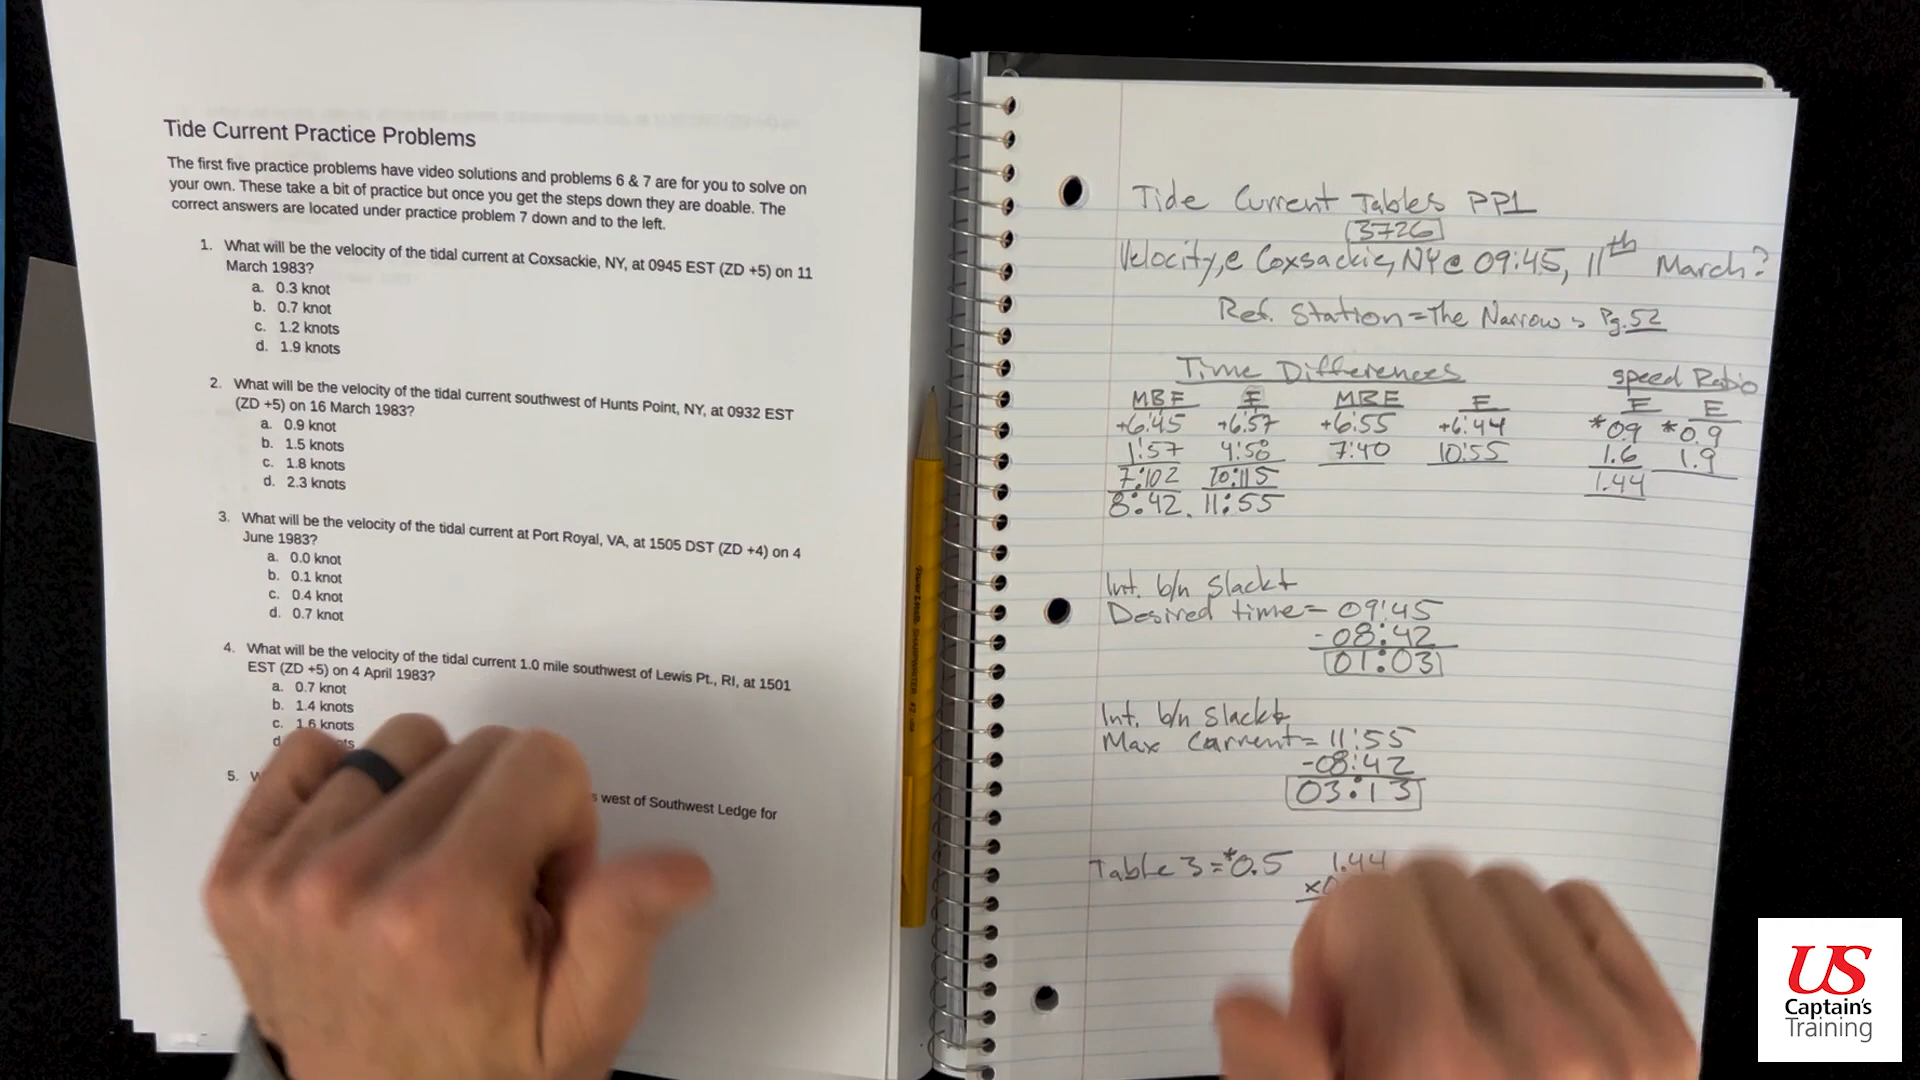 Tide Current Practice Problems
The first five practice problems have video solutions and problems 6 & 7 are for you to solve on
your own. These take a bit of practice but once you get the steps down they are doable. The
correct answers are located under practice problem 7 down and to the left.
1. What will be the velocity of the tidal current at Coxsackie, NY, at 0945 EST (ZD +5) on 11
March 1983?
a. 0.3 knot
b. 0.7 knot
c. 1.2 knots
d. 1.9 knots
2. What will be the velocity of the tidal current southwest of Hunts Point, NY, at 0932 EST
(ZD +5) on 16 March 1983?
a. 0.9 knot
b. 1.5 knots
c. 1.8 knots
d. 2.3 knots
3. What will be the velocity of the tidal current at Port Royal, VA, at 1505 DST (ZD +4) on 4
June 1983?
a. 0.0 knot
b. 0.1 knot
c. 0.4 knot
d. 0.7 knot
4. What will be the velocity of the tidal current 1.0 mile southwest of Lewis Pt., RI, at 1501
EST (ZD +5) on 4 April 1983?
a. 0.7 knot
b. 1.4 knots
c. 1.6 knots
d
5.
west of Southwest Ledge for
Tide Current Tables PP1
3726
Velocity, @ Coxsackie, NY @ 09:45, 11th March?
Ref. Station = The Narrows Pg. 52
Time Differences Speed Ratio
MBF F MBE E F E
+6:45 +6:57 +6:55 +6:44 *0.9 *0.9
1:57 4:58 7:40 10:55 1.6 1.9
7:102 10:115 1.44
8:42. 11:55
Int. b/n Slack +
Desired time = 09:45
- 08:42
01:03
Int. b/n Slack &
Max Current = 11:55
- 08:42
03:13
Table 3 = *0.5 1.44
x0
US
Captain's
Training